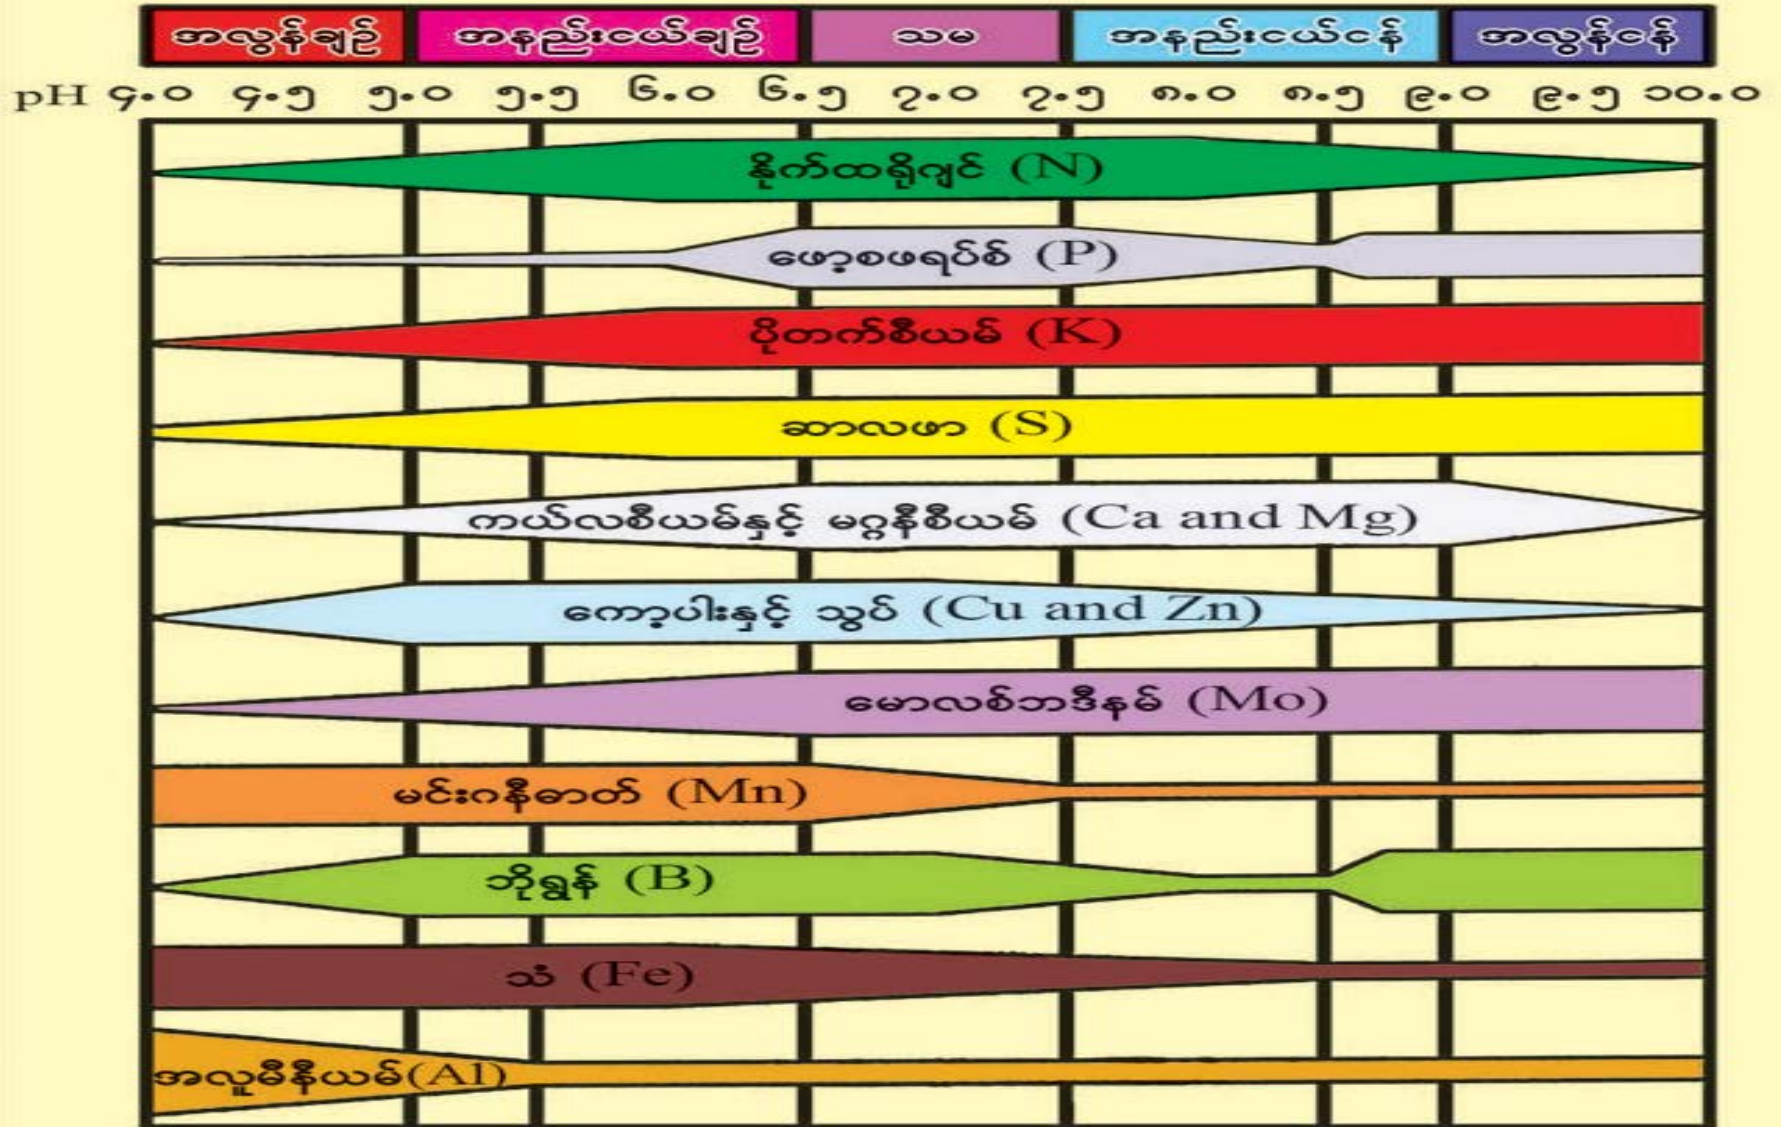 အလွန်ချဉ် အနည်းငယ်ချဉ် သမ အနည်းငယ်ငန် အလွန်ငန်
pH ၄.၀ ၄.၅ ၅.၀ ၅.၅ ၆.၀ ၆.၅ ၇.၀ ၇.၅ ၈.၀ ၈.၅ ၉.၀ ၉.၅ ၁၀.၀
နိုက်ထရိုဂျင် (N)
ဖော့စဖရပ်စ် (P)
ပိုတက်စီယမ် (K)
ဆာလဖာ (S)
ကယ်လစီယမ်နှင့် မဂ္ဂနီစီယမ် (Ca and Mg)
ကော့ပါးနှင့် သွပ် (Cu and Zn)
မောလစ်ဘဒီနမ် (Mo)
မင်းဂနီဓာတ် (Mn)
ဘိုရွန် (B)
သံ (Fe)
အလူမီနီယမ်(Al)